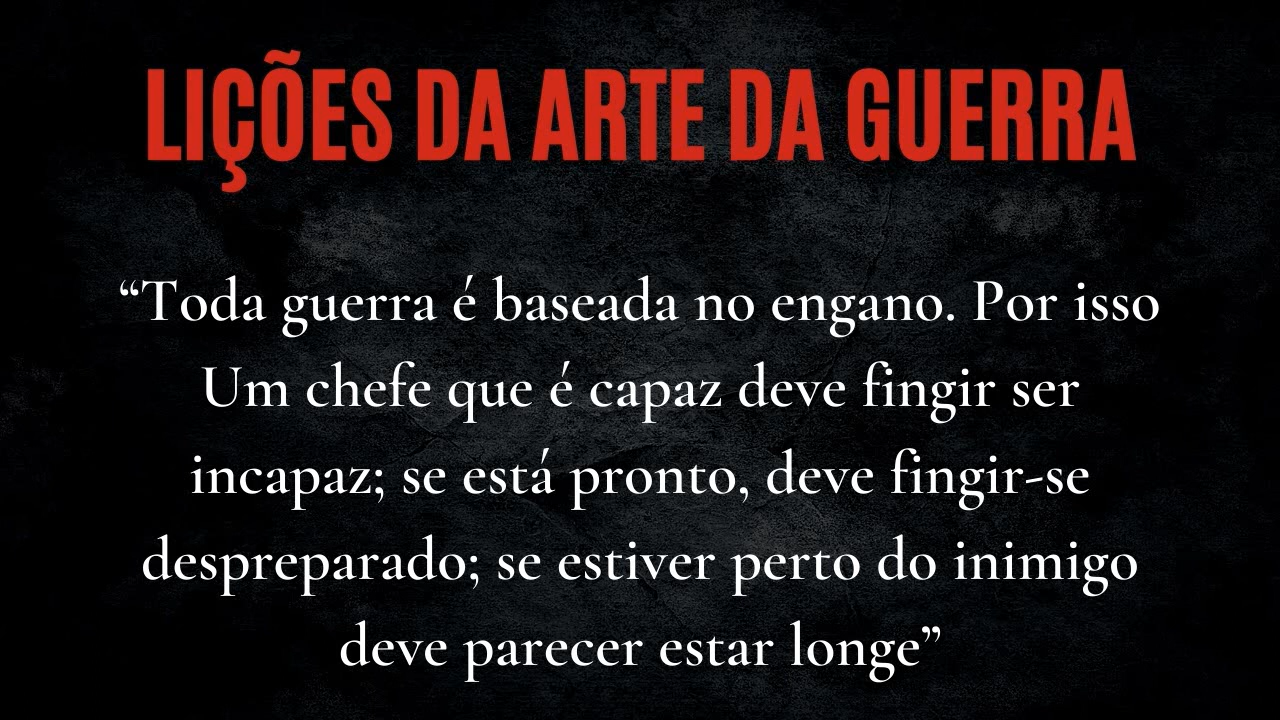 LIÇÕES DA ARTE DA GUERRA
“Toda guerra é baseada no engano. Por isso
Um chefe que é capaz deve fingir ser
incapaz; se está pronto, deve fingir-se
despreparado; se estiver perto do inimigo
deve parecer estar longe”